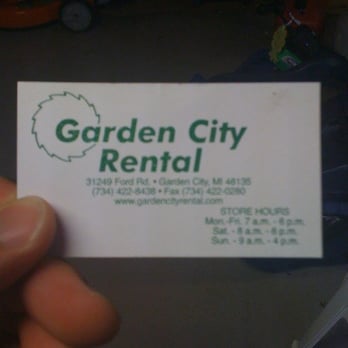 Garden City
Rental
31249 Ford Rd. • Garden City, MI 48135
(734) 422-8438 • Fax (734) 422-0280
www.gardencityrental.com
STORE HOURS
Mon.-Fri. 7 a.m. - 6 p.m.
Sat. - 8 a.m. - 6 p.m.
Sun. - 9 a.m. - 4 p.m.